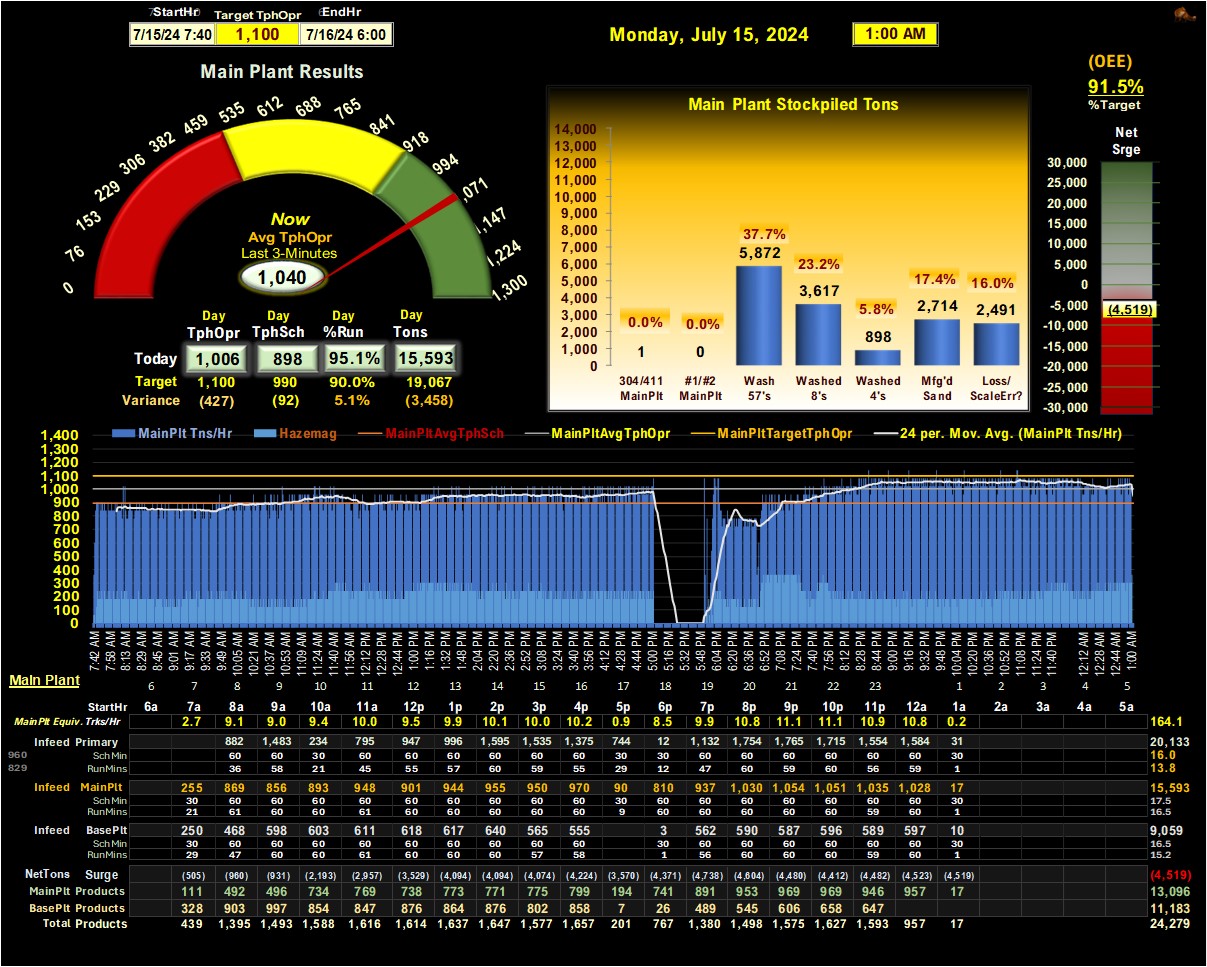 StartHr Target TphOpr EndHr
7/15/24 7:40 1,100 7/16/24 6:00
Monday, July 15, 2024 1:00 AM
(OEE)
91.5%
%Target
Main Plant Results
0 76 153 229 306 382 459 535 612 688 765 841 918 994 ,071 ,147 1,224 1,300
Now
Avg TphOpr
Last 3-Minutes
1,040
Day Day Day Day
TphOpr TphSch %Run Tons
Today 1,006 898 95.1% 15,593
Target 1,100 990 90.0% 19,067
Variance (427) (92) 5.1% (3,458)
Main Plant Stockpiled Tons
14,000
13,000
12,000
11,000
10,000
9,000
8,000
7,000
6,000
5,000
4,000
3,000
2,000
1,000
0
0.0% 0.0% 37.7% 23.2% 5.8% 17.4% 16.0%
1 0 5,872 3,617 898 2,714 2,491
304/411 #1/#2 Wash Washed Washed Mfg'd Loss/
MainPlt MainPlt 57's 8's 4's Sand ScaleErr?
Net
Srge
30,000
25,000
20,000
15,000
10,000
5,000
0
-5,000 (4,519)
-10,000
-15,000
-20,000
-25,000
-30,000
MainPlt Tns/Hr Hazemag MainPltAvgTphSch MainPltAvgTphOpr MainPltTargetTphOpr 24 per. Mov. Avg. (MainPlt Tns/Hr)
1,400
1,300
1,200
1,100
1,000
900
800
700
600
500
400
300
200
100
0
7:42 AM 7:58 AM 8:13 AM 8:29 AM 8:45 AM 9:01 AM 9:17 AM 9:33 AM 9:49 AM 10:05 AM 10:21 AM 10:37 AM 10:53 AM 11:09 AM 11:24 AM 11:40 AM 11:56 AM 12:12 PM 12:28 PM 12:44 PM 1:00 PM 1:16 PM 1:32 PM 1:48 PM 2:04 PM 2:20 PM 2:36 PM 2:52 PM 3:08 PM 3:24 PM 3:40 PM 3:56 PM 4:12 PM 4:28 PM 4:44 PM 5:00 PM 5:16 PM 5:32 PM 5:48 PM 6:04 PM 6:20 PM 6:36 PM 6:52 PM 7:08 PM 7:24 PM 7:40 PM 7:56 PM 8:12 PM 8:28 PM 8:44 PM 9:00 PM 9:16 PM 9:32 PM 9:48 PM 10:04 PM 10:20 PM 10:36 PM 10:52 PM 11:08 PM 11:24 PM 11:40 PM 12:12 AM 12:28 AM 12:44 AM 1:00 AM
Main Plant 6 7 8 9 10 11 12 13 14 15 16 17 18 19 20 21 22 23 1 2 3 4 5
StartHr 6a 7a 8a 9a 10a 11a 12p 1p 2p 3p 4p 5p 6p 7p 8p 9p 10p 11p 12a 1a 2a 3a 4a 5a
MainPlt Equiv. Trks/Hr 2.7 9.1 9.0 9.4 10.0 9.5 9.9 10.1 10.0 10.2 0.9 8.5 9.9 10.8 11.1 11.1 10.9 10.8 0.2 164.1
Infeed Primary 882 1,483 234 795 947 996 1,595 1,535 1,375 744 12 1,132 1,754 1,765 1,715 1,554 1,584 31 20,133
960 Sch Min 60 60 30 60 60 60 60 60 60 30 30 60 60 60 60 60 60 30 16.0
829 RunMins 36 58 21 45 55 57 60 59 55 29 12 47 60 59 60 56 59 1 13.8
Infeed MainPlt 255 869 856 893 948 901 944 955 950 970 90 810 937 1,030 1,054 1,051 1,035 1,028 17 15,593
Sch Min 30 60 60 60 60 60 60 60 60 60 30 60 60 60 60 60 60 60 30 17.5
RunMins 21 61 60 60 61 60 60 60 60 60 9 60 60 60 60 60 59 60 1 16.5
Infeed BasePlt 250 468 598 603 611 618 617 640 565 555 3 562 590 587 596 589 597 10 9,059
Sch Min 30 60 60 60 60 60 60 60 60 60 30 60 60 60 60 60 60 30 16.5
RunMins 29 47 60 60 61 60 60 60 57 58 1 56 60 60 60 59 60 1 15.2
NetTons Surge (505) (960) (931) (2,193) (2,957) (3,529) (4,094) (4,094) (4,074) (4,224) (3,570) (4,371) (4,738) (4,604) (4,480) (4,412) (4,482) (4,523) (4,519) (4,519)
MainPlt Products 111 492 496 734 769 738 773 771 775 799 194 741 891 953 969 969 946 957 17 13,096
BasePlt Products 328 903 997 854 847 876 864 876 802 858 7 26 489 545 606 658 647 11,183
Total Products 439 1,395 1,493 1,588 1,616 1,614 1,637 1,647 1,577 1,657 201 767 1,380 1,498 1,575 1,627 1,593 957 17 24,279